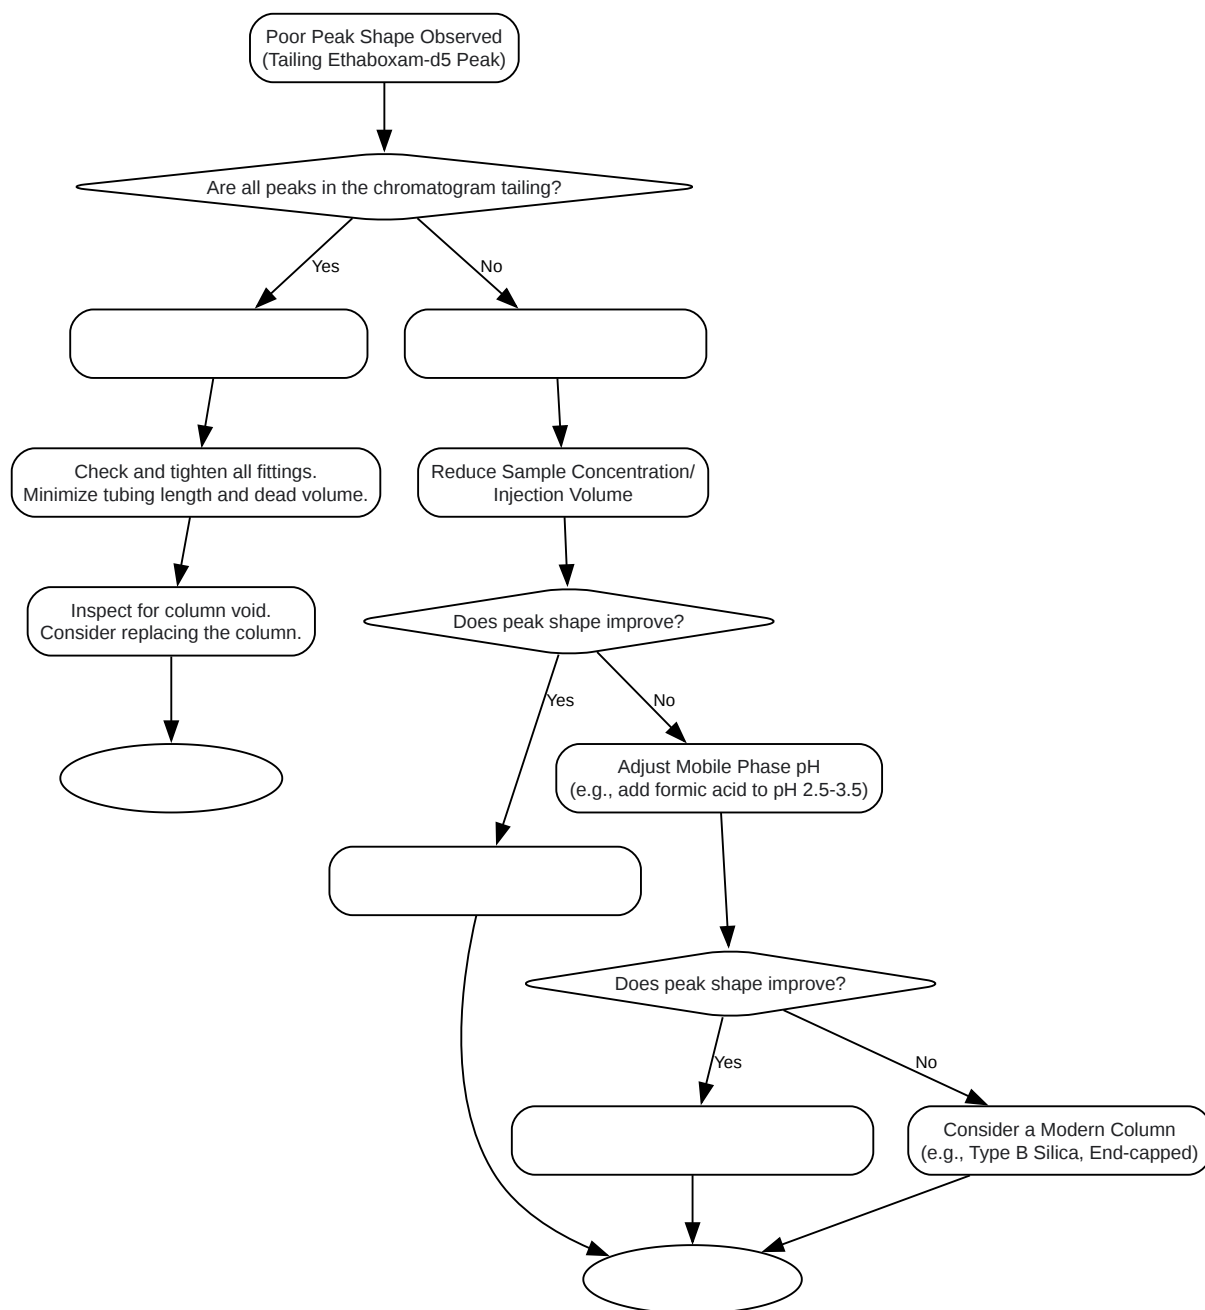 Poor Peak Shape Observed
(Tailing Ethaboxam-d5 Peak)
Are all peaks in the chromatogram tailing?
Yes
No
Check and tighten all fittings.
Minimize tubing length and dead volume.
Reduce Sample Concentration/
Injection Volume
Inspect for column void.
Consider replacing the column.
Does peak shape improve?
Yes
No
Adjust Mobile Phase pH
(e.g., add formic acid to pH 2.5-3.5)
Does peak shape improve?
Yes
No
Consider a Modern Column
(e.g., Type B Silica, End-capped)